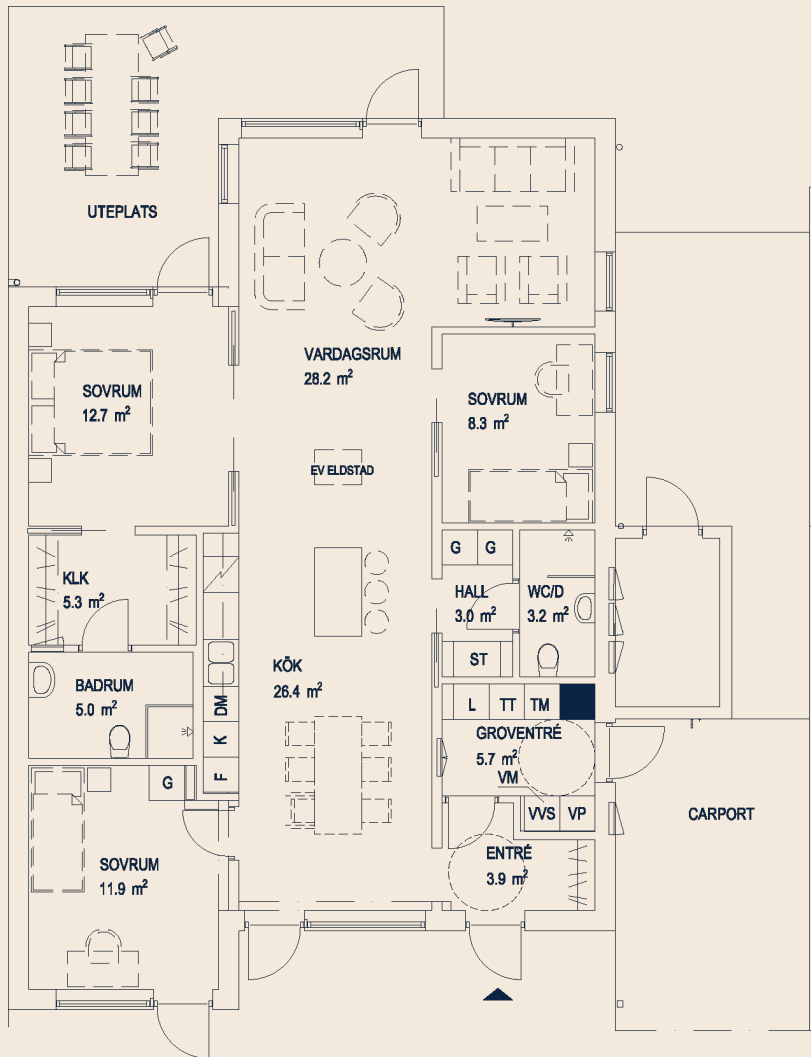 UTEPLATS
VARDAGSRUM
28.2 m²
SOVRUM
12.7 m²
SOVRUM
8.3 m²
EV ELDSTAD
G G
KLK
5.3 m²
HALL
3.0 m²
WC/D
3.2 m²
ST
KÖK
26.4 m²
BADRUM
5.0 m²
DM
K
F
L TT TM
GROVENTRÉ
5.7 m²
VM
VVS VP
G
CARPORT
SOVRUM
11.9 m²
ENTRÉ
3.9 m²